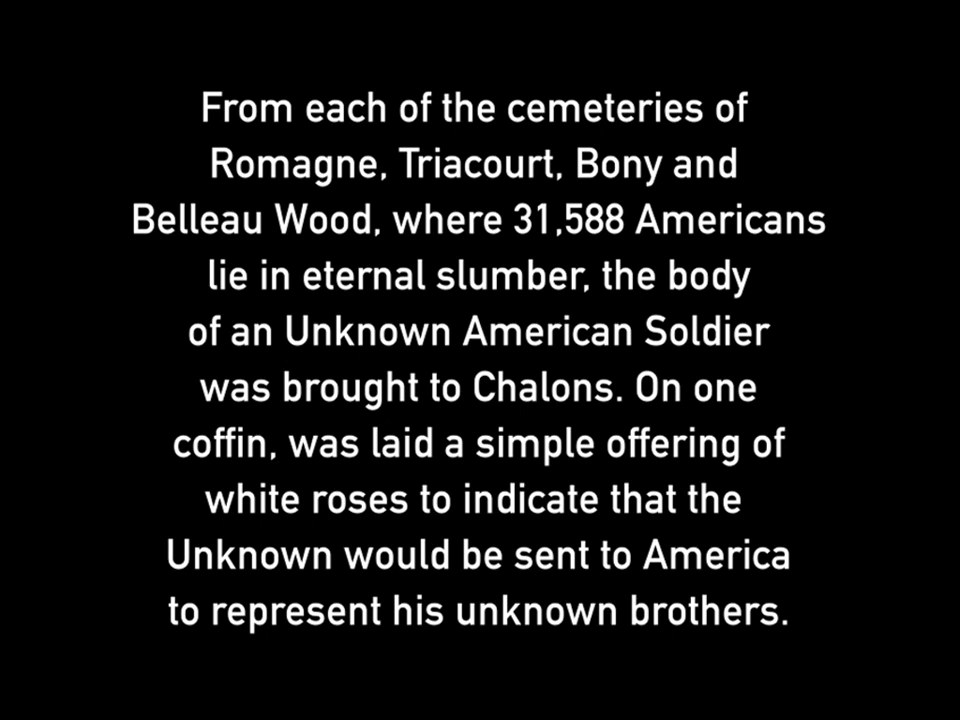 From each of the cemeteries of
Romagne, Triacourt, Bony and
Belleau Wood, where 31,588 Americans
lie in eternal slumber, the body
of an Unknown American Soldier
was brought to Chalons. On one
coffin, was laid a simple offering of
white roses to indicate that the
Unknown would be sent to America
to represent his unknown brothers.